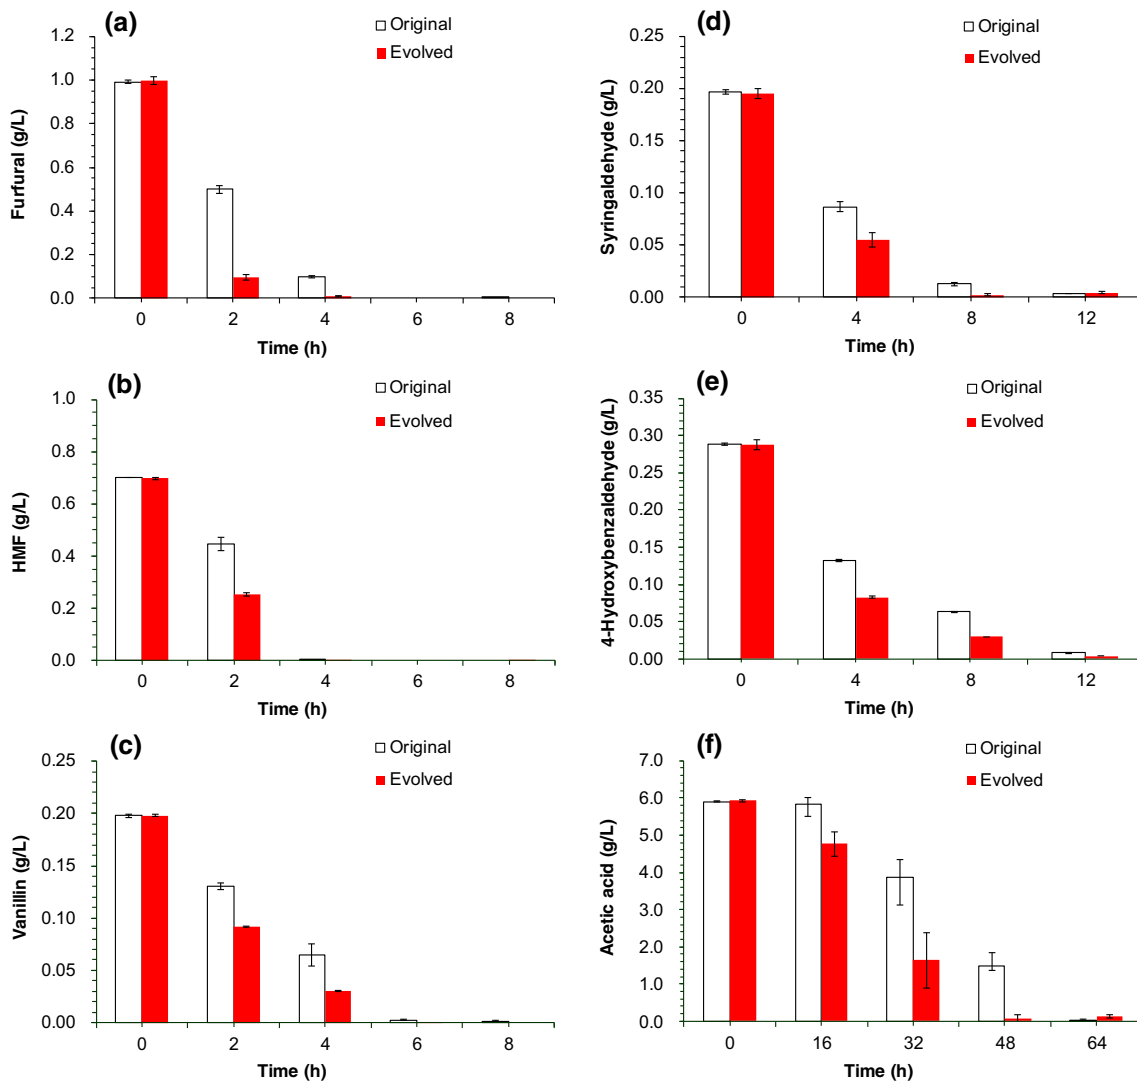 (a)
Original
Evolved
Furfural (g/L)
1.2
1.0
0.8
0.6
0.4
0.2
0.0
0 2 4 6 8
Time (h)
(b)
Original
Evolved
HMF (g/L)
1.0
0.8
0.6
0.4
0.2
0.0
0 2 4 6 8
Time (h)
(c)
Original
Evolved
Vanillin (g/L)
0.25
0.20
0.15
0.10
0.05
0.00
0 2 4 6 8
Time (h)
(d)
Original
Evolved
Syringaldehyde (g/L)
0.25
0.20
0.15
0.10
0.05
0.00
0 4 8 12
Time (h)
(e)
Original
Evolved
4-Hydroxybenzaldehyde (g/L)
0.35
0.30
0.25
0.20
0.15
0.10
0.05
0.00
0 4 8 12
Time (h)
(f)
Original
Evolved
Acetic acid (g/L)
7.0
6.0
5.0
4.0
3.0
2.0
1.0
0.0
0 16 32 48 64
Time (h)